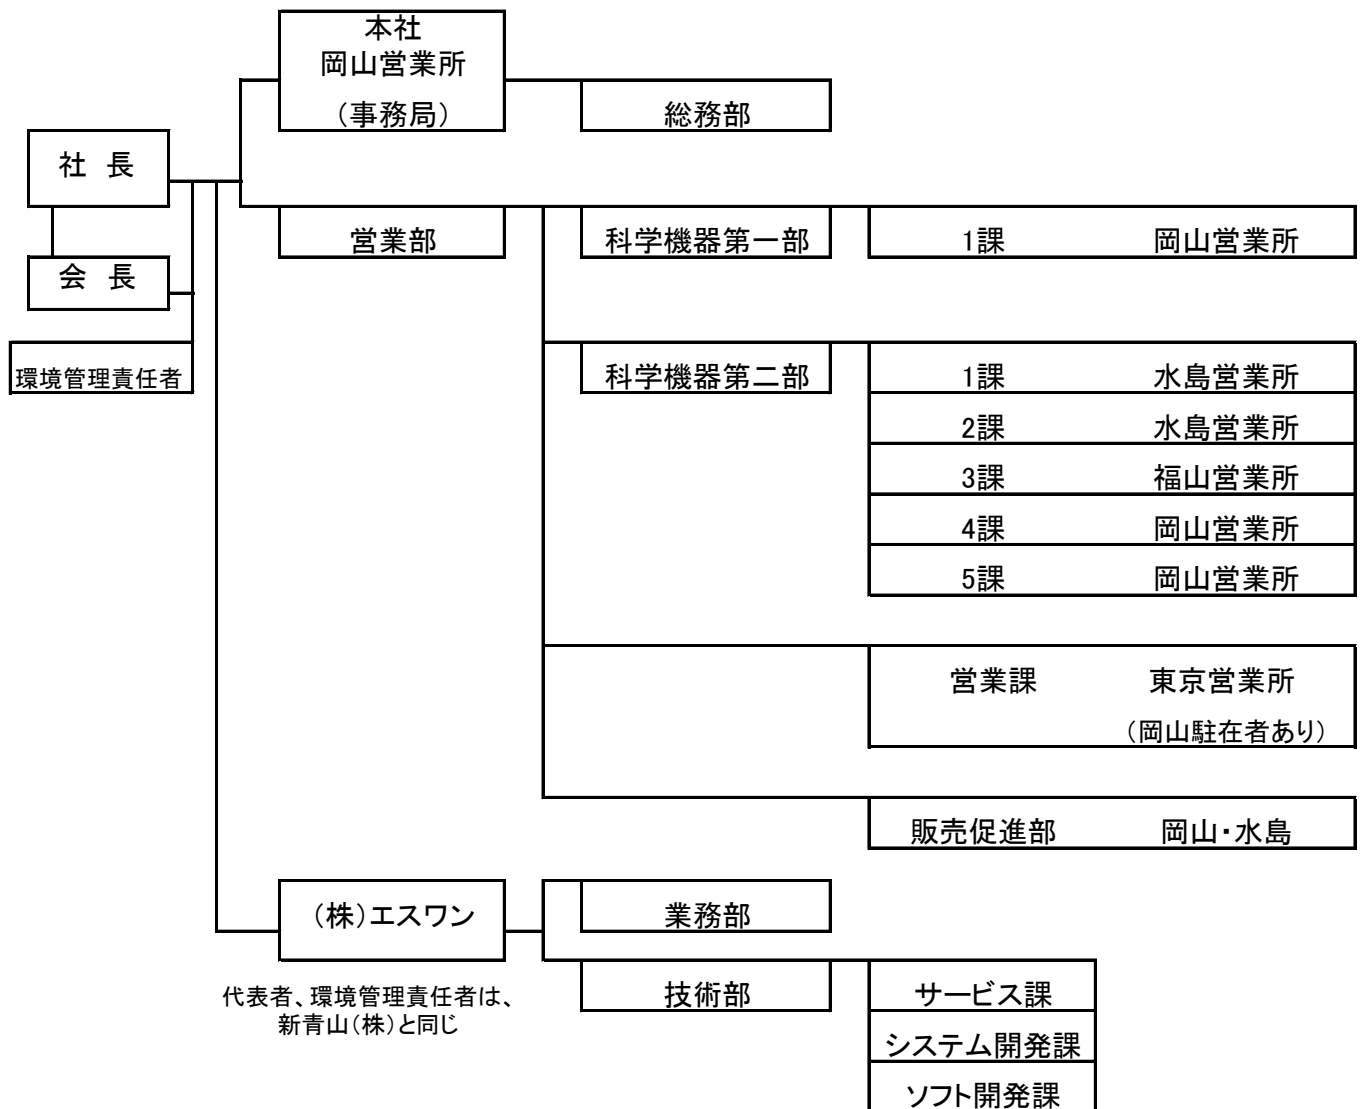 本社
岡山営業所
（事務局）
総務部
社 長
営業部
科学機器第一部
1課 岡山営業所
会 長
環境管理責任者
科学機器第二部
1課 水島営業所
2課 水島営業所
3課 福山営業所
4課 岡山営業所
5課 岡山営業所
営業課 東京営業所
（岡山駐在者あり）
販売促進部 岡山・水島
（株）エスワン
業務部
代表者、環境管理責任者は、
新青山（株）と同じ
技術部
サービス課
システム開発課
ソフト開発課